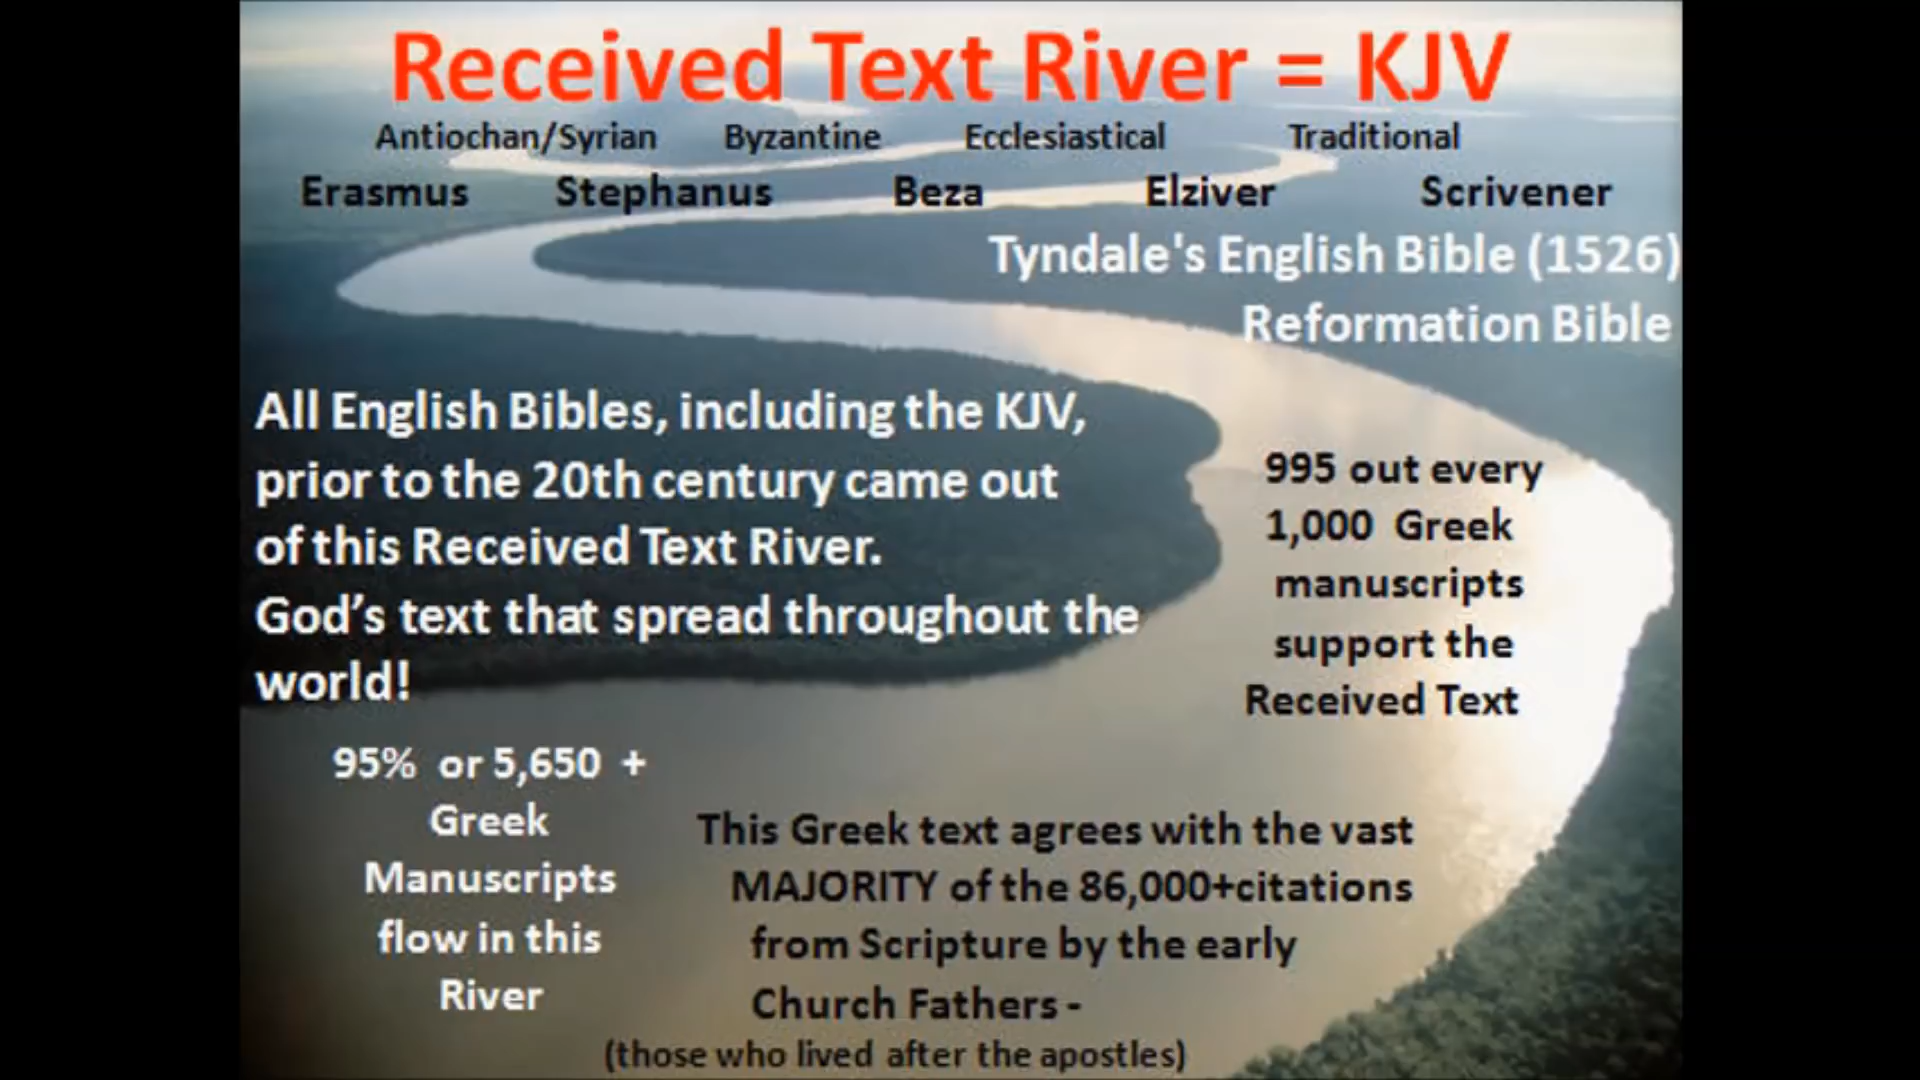 Received Text River = KJV
Antiochan/Syrian Byzantine Ecclesiastical Traditional
Erasmus Stephanus Beza Elziver Scrivener
Tyndale's English Bible (1526)
Reformation Bible
All English Bibles, including the KJV,
prior to the 20th century came out
of this Received Text River.
God’s text that spread throughout the
world!
995 out every
1,000 Greek
manuscripts
support the
Received Text
95% or 5,650 +
Greek
Manuscripts
flow in this
River
This Greek text agrees with the vast
MAJORITY of the 86,000+citations
from Scripture by the early
Church Fathers -
(those who lived after the apostles)